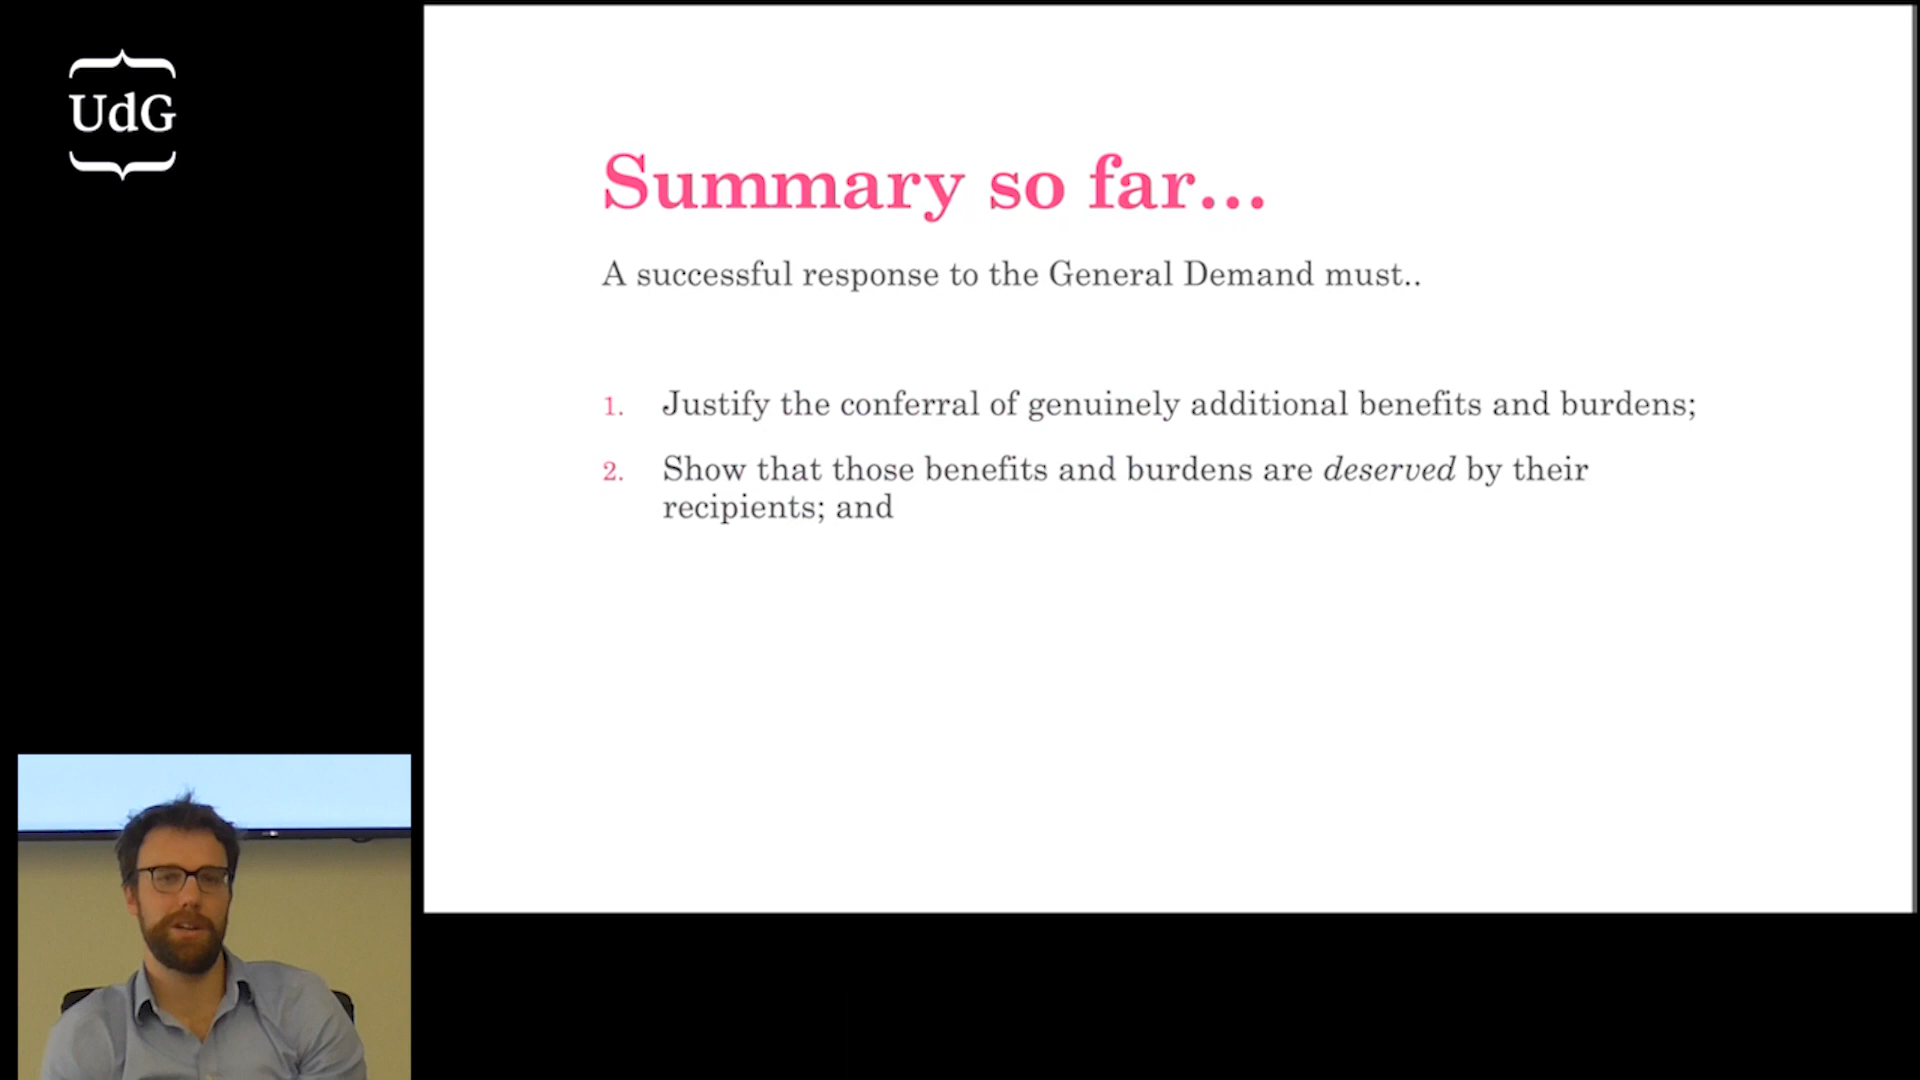 UdG
Summary so far...
A successful response to the General Demand must..
1. Justify the conferral of genuinely additional benefits and burdens;
2. Show that those benefits and burdens are deserved by their
recipients; and